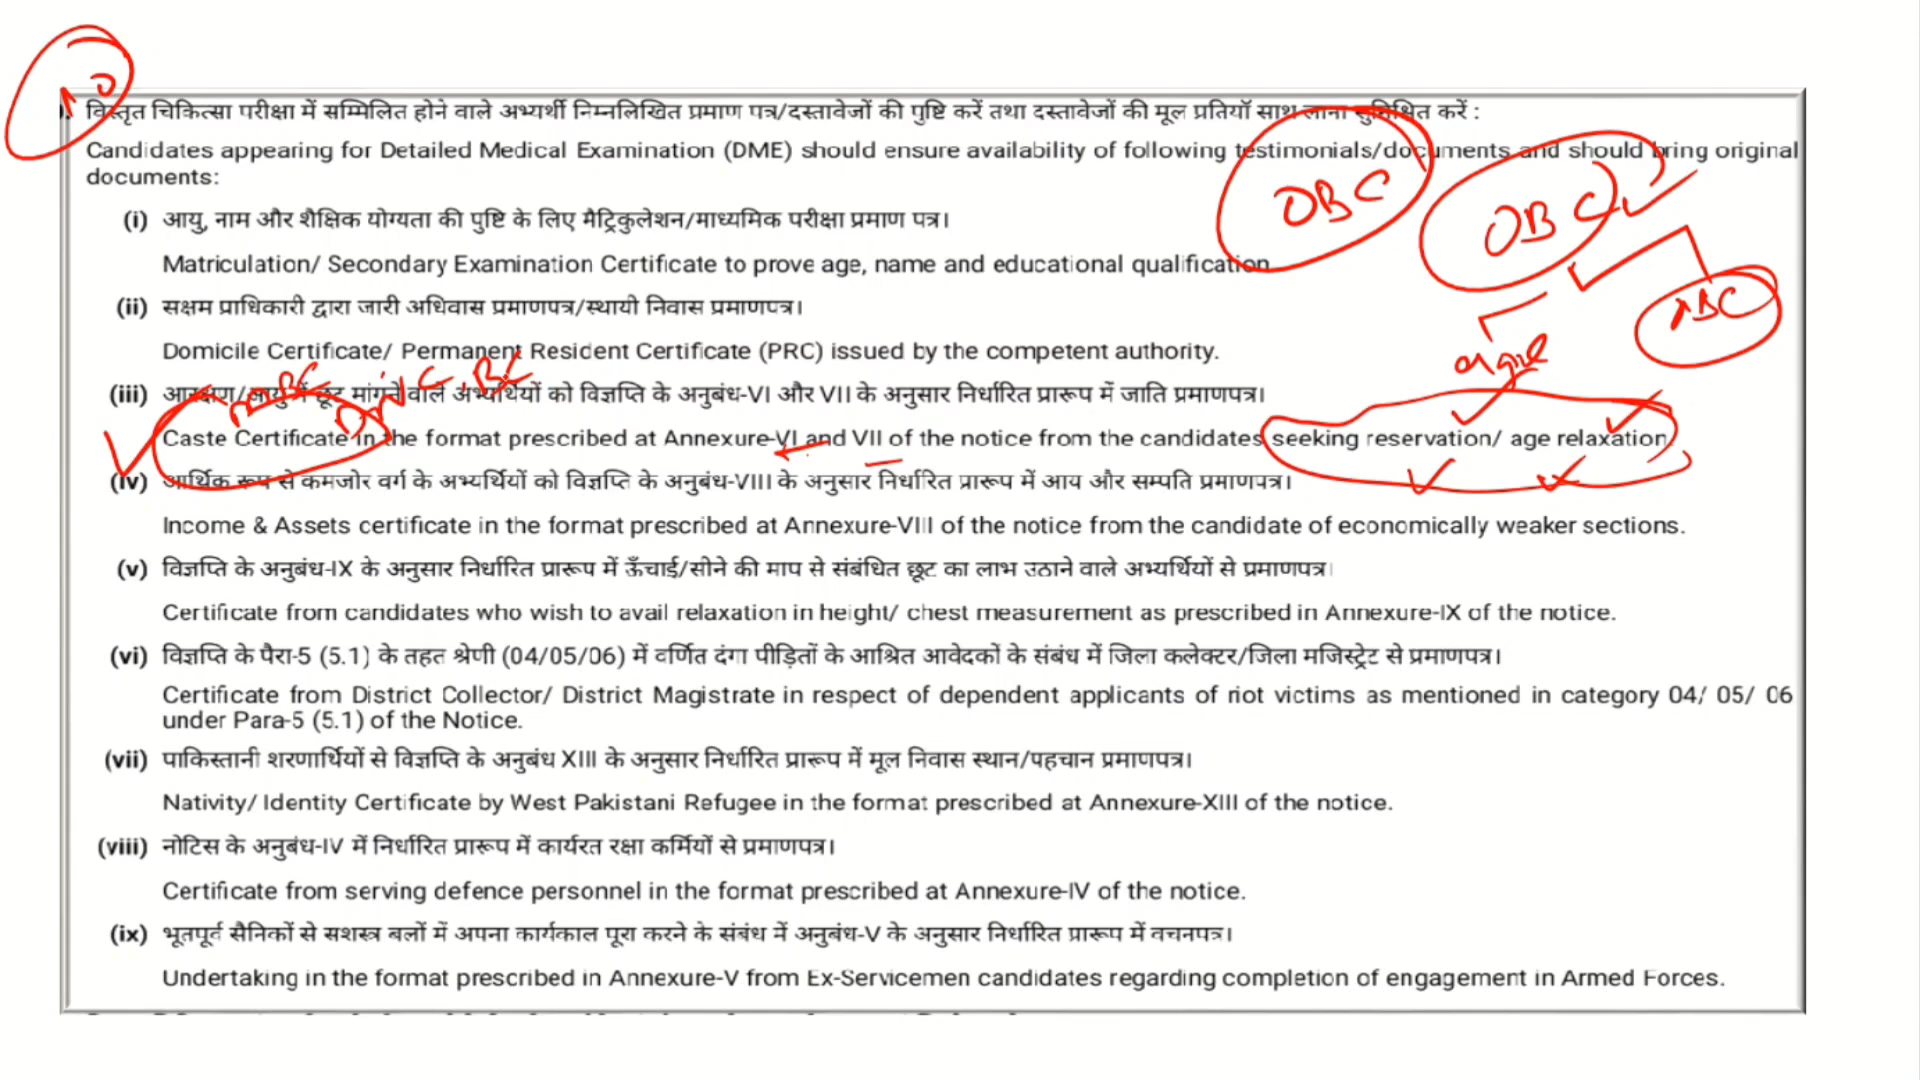 10
विस्तृत चिकित्सा परीक्षा में सम्मिलित होने वाले अभ्यर्थी निम्नलिखित प्रमाण पत्र/दस्तावेजों की पुष्टि करें तथा दस्तावेजों की मूल प्रतियाँ साथ लाना सुनिश्चित करें :
Candidates appearing for Detailed Medical Examination (DME) should ensure availability of following testimonials/documents and should bring original
documents:
OBC
OBC
(i) आयु, नाम और शैक्षिक योग्यता की पुष्टि के लिए मैट्रिकुलेशन/माध्यमिक परीक्षा प्रमाण पत्र।
Matriculation/ Secondary Examination Certificate to prove age, name and educational qualification
(ii) सक्षम प्राधिकारी द्वारा जारी अधिवास प्रमाणपत्र/स्थायी निवास प्रमाणपत्र।
Domicile Certificate/ Permanent Resident Certificate (PRC) issued by the competent authority.
(iii) आरक्षण/आयु में छूट मांगने वाले अभ्यर्थियों को विज्ञप्ति के अनुबंध-VI और VII के अनुसार निर्धारित प्रारूप में जाति प्रमाणपत्र।
MBC BC
Caste Certificate in the format prescribed at Annexure-VI and VII of the notice from the candidates seeking reservation/ age relaxation
(iv) आर्थिक रूप से कमजोर वर्ग के अभ्यर्थियों को विज्ञप्ति के अनुबंध-VIII के अनुसार निर्धारित प्रारूप में आय और सम्पति प्रमाणपत्र।
Income & Assets certificate in the format prescribed at Annexure-VIII of the notice from the candidate of economically weaker sections.
(v) विज्ञप्ति के अनुबंध-IX के अनुसार निर्धारित प्रारूप में ऊँचाई/सीने की माप से संबंधित छूट का लाभ उठाने वाले अभ्यर्थियों से प्रमाणपत्र।
Certificate from candidates who wish to avail relaxation in height/ chest measurement as prescribed in Annexure-IX of the notice.
(vi) विज्ञप्ति के पैरा-5 (5.1) के तहत श्रेणी (04/05/06) में वर्णित दंगा पीड़ितों के आश्रित आवेदकों के संबंध में जिला कलेक्टर/जिला मजिस्ट्रेट से प्रमाणपत्र।
Certificate from District Collector/ District Magistrate in respect of dependent applicants of riot victims as mentioned in category 04/ 05/ 06
under Para-5 (5.1) of the Notice.
(vii) पाकिस्तानी शरणार्थियों से विज्ञप्ति के अनुबंध XIII के अनुसार निर्धारित प्रारूप में मूल निवास स्थान/पहचान प्रमाणपत्र।
Nativity/ Identity Certificate by West Pakistani Refugee in the format prescribed at Annexure-XIII of the notice.
(viii) नोटिस के अनुबंध-IV में निर्धारित प्रारूप में कार्यरत रक्षा कर्मियों से प्रमाणपत्र।
Certificate from serving defence personnel in the format prescribed at Annexure-IV of the notice.
(ix) भूतपूर्व सैनिकों से सशस्त्र बलों में अपना कार्यकाल पूरा करने के संबंध में अनुबंध-V के अनुसार निर्धारित प्रारूप में वचनपत्र।
Undertaking in the format prescribed in Annexure-V from Ex-Servicemen candidates regarding completion of engagement in Armed Forces.